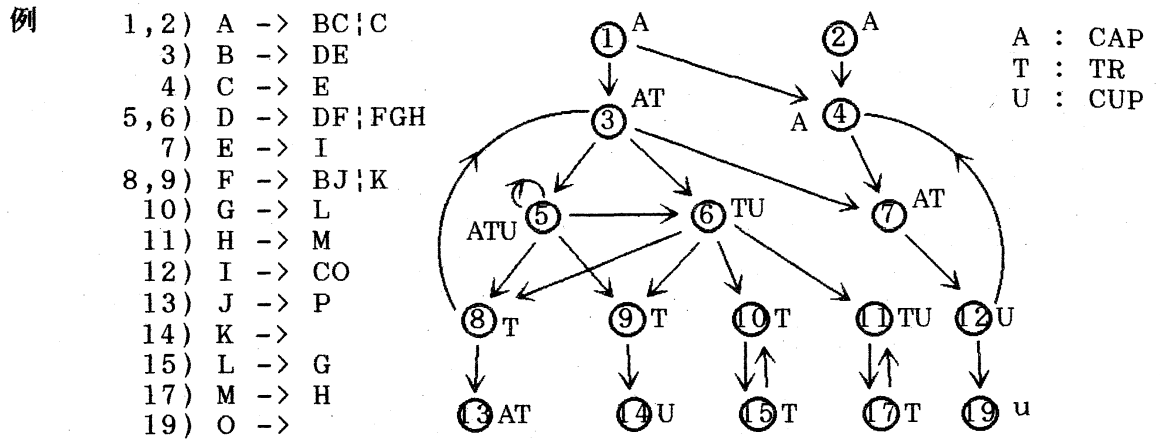 例
1,2) A -> BC¦C
3) B -> DE
4) C -> E
5,6) D -> DF¦FGH
7) E -> I
8,9) F -> BJ¦K
10) G -> L
11) H -> M
12) I -> CO
13) J -> P
14) K ->
15) L -> G
17) M -> H
19) O ->
1 A
2 A
3 AT
A 4
ATU 5
6 TU
7 AT
8 T
9 T
10 T
11 TU
12 U
13 AT
14 U
15 T
17 T
19 u
A : CAP
T : TR
U : CUP